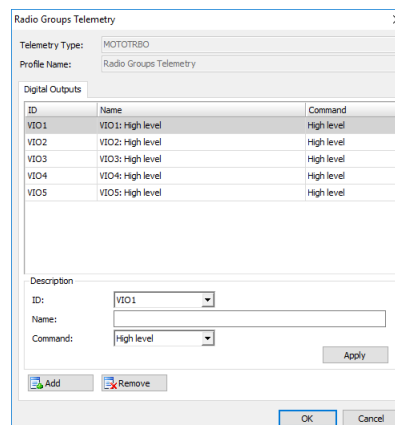 Radio Groups Telemetry
Telemetry Type: MOTOTRBO
Profile Name: Radio Groups Telemetry
Digital Outputs
ID Name Command
VIO1 VIO1: High level High level
VIO2 VIO2: High level High level
VIO3 VIO3: High level High level
VIO4 VIO4: High level High level
VIO5 VIO5: High level High level
Description
ID: VIO1
Name:
Command: High level
Apply
Add Remove
OK Cancel